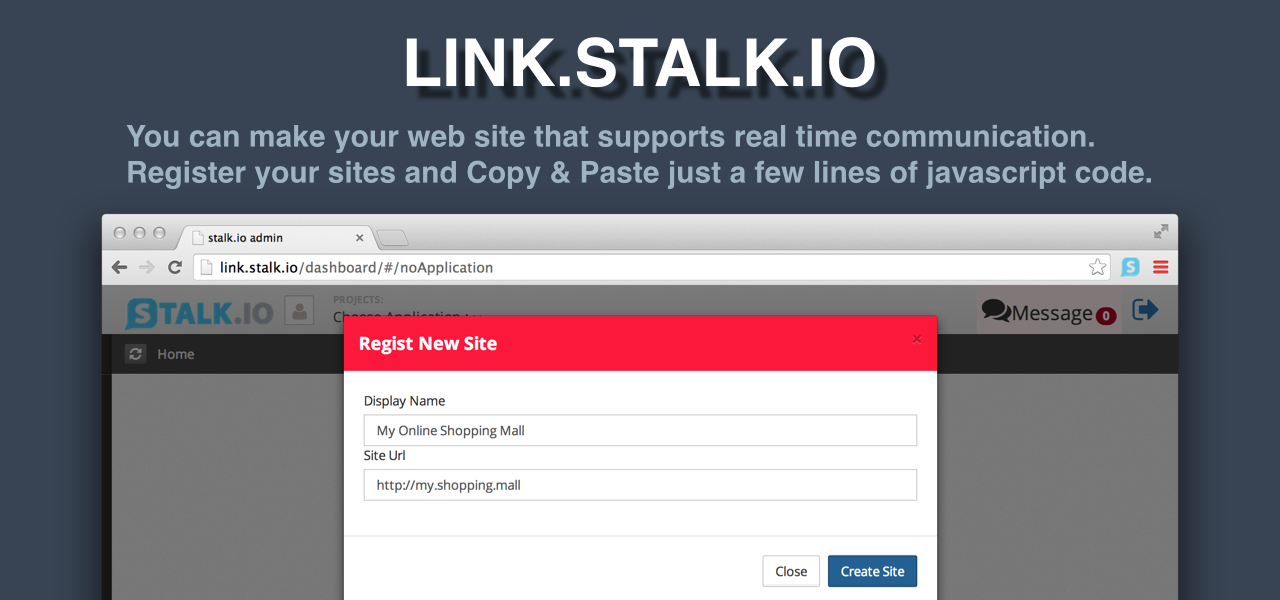 LINK.STALK.IO
You can make your web site that supports real time communication.
Register your sites and Copy & Paste just a few lines of javascript code.
stalk.io admin
link.stalk.io/dashboard/#/noApplication
STALK.IO
PROJECTS:
Choose Application
Message 0
Home
Regist New Site
Display Name
My Online Shopping Mall
Site Url
http://my.shopping.mall
Close
Create Site